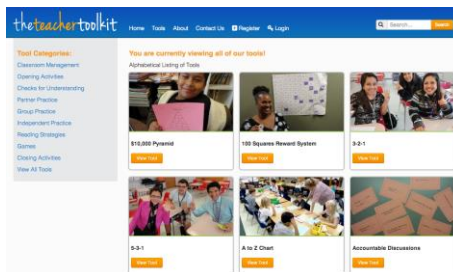 theteachertoolkit
Home Tools About Contact Us Register Login
Search... Search
Tool Categories:
Classroom Management
Opening Activities
Checks for Understanding
Partner Practice
Group Practice
Independent Practice
Reading Strategies
Games
Closing Activities
View All Tools
You are currently viewing all of our tools!
Alphabetical Listing of Tools
$10,000 Pyramid
100 Squares Reward System
3-2-1
View Tool
View Tool
View Tool
5-3-1
A to Z Chart
Accountable Discussions
View Tool
View Tool
View Tool